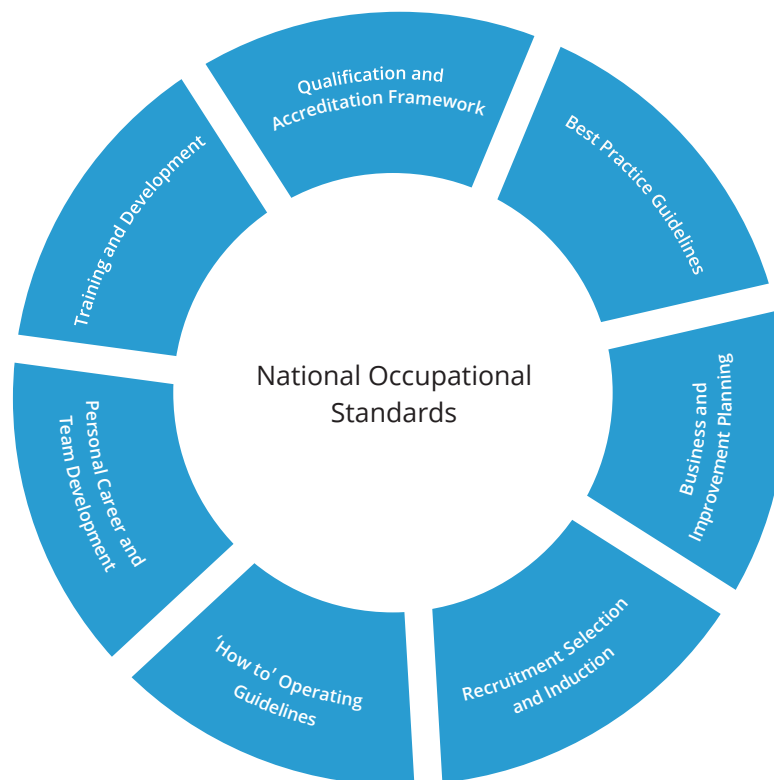 Qualification and
Accreditation Framework
Best Practice Guidelines
Business and
Improvement Planning
Recruitment Selection
and Induction
‘How to’ Operating
Guidelines
Personal Career and
Team Development
Training and Development
National Occupational
Standards